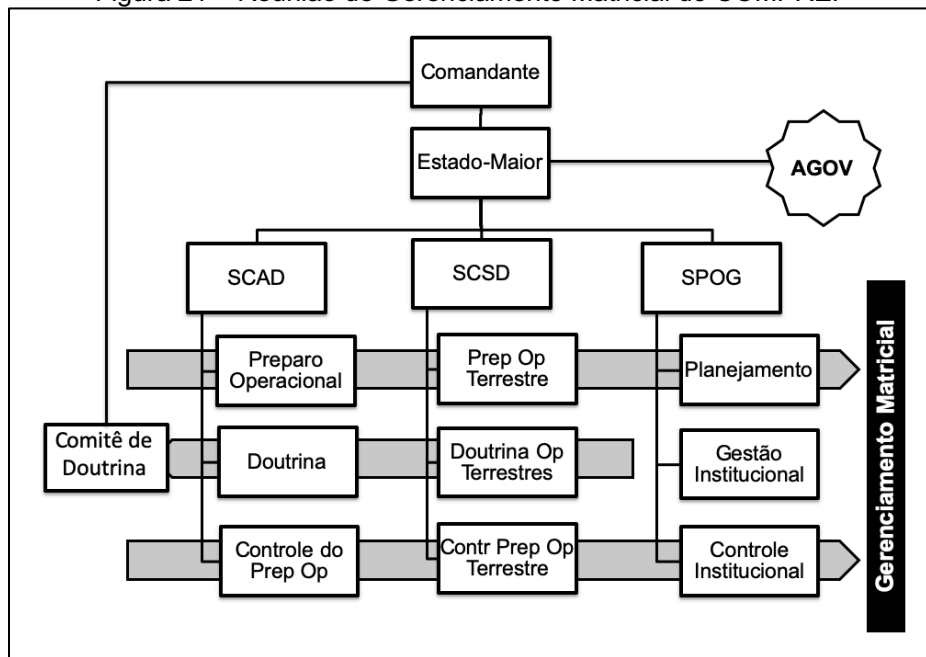 Comandante
Estado-Maior
AGOV
SCAD
SCSD
SPOG
Preparo
Operacional
Prep Op
Terrestre
Planejamento
Comitê de
Doutrina
Doutrina
Doutrina Op
Terrestres
Gestão
Institucional
Controle do
Prep Op
Contr Prep Op
Terrestre
Controle
Institucional
Gerenciamento Matricial